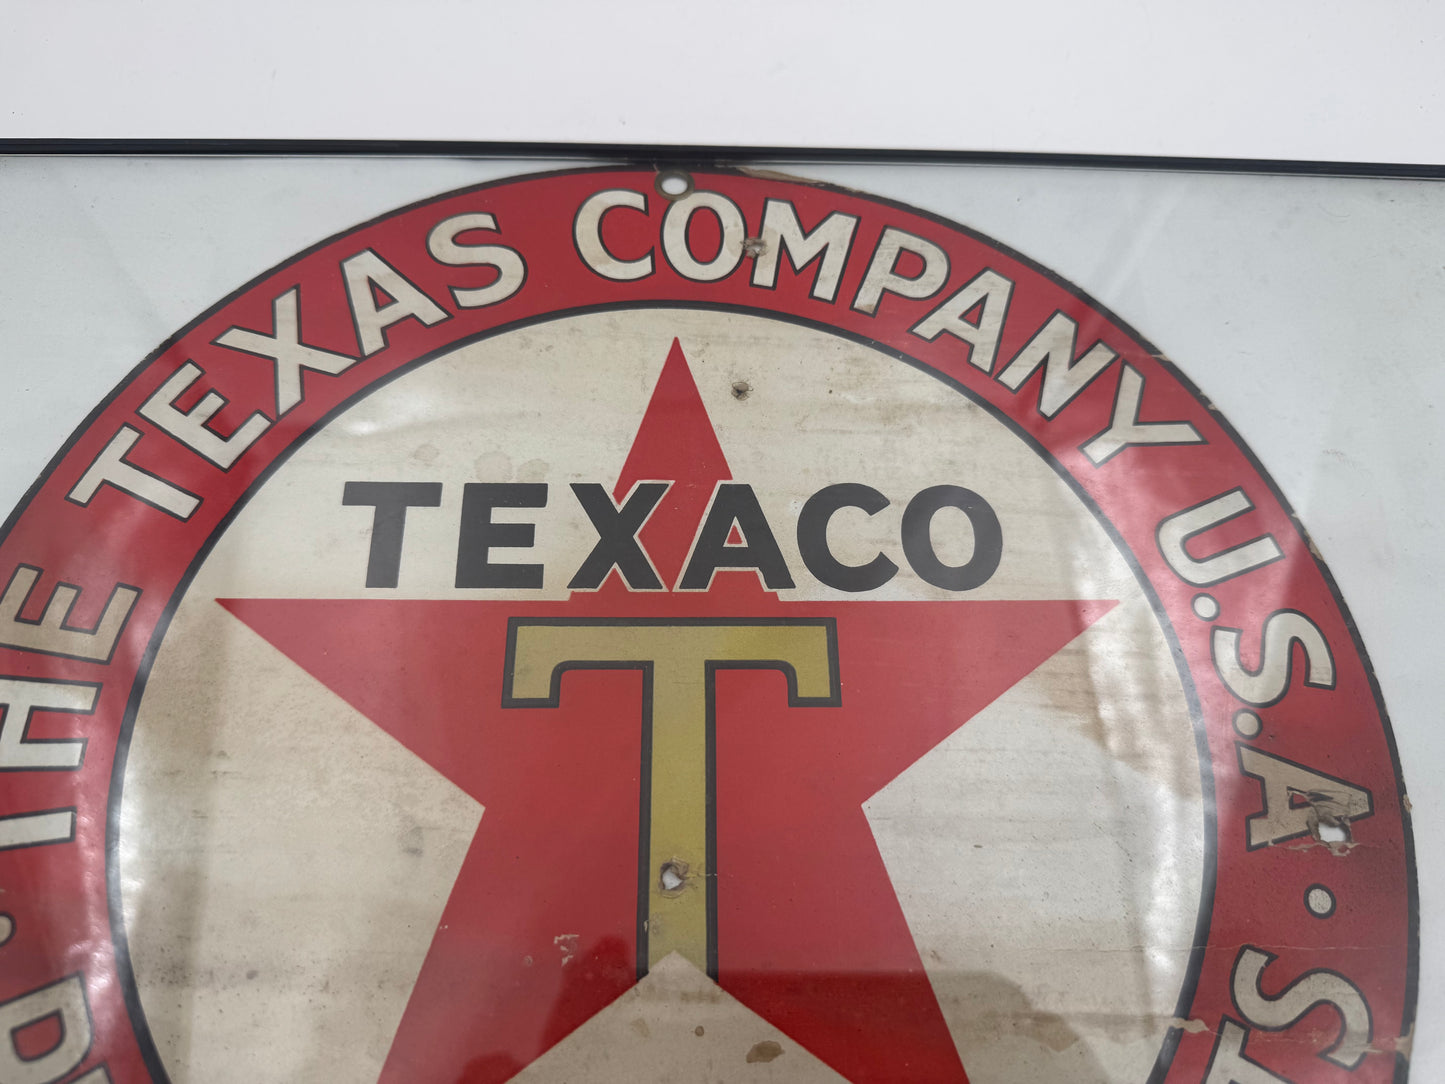 THE TEXAS COMPANY U.S.A.
TEXACO
T